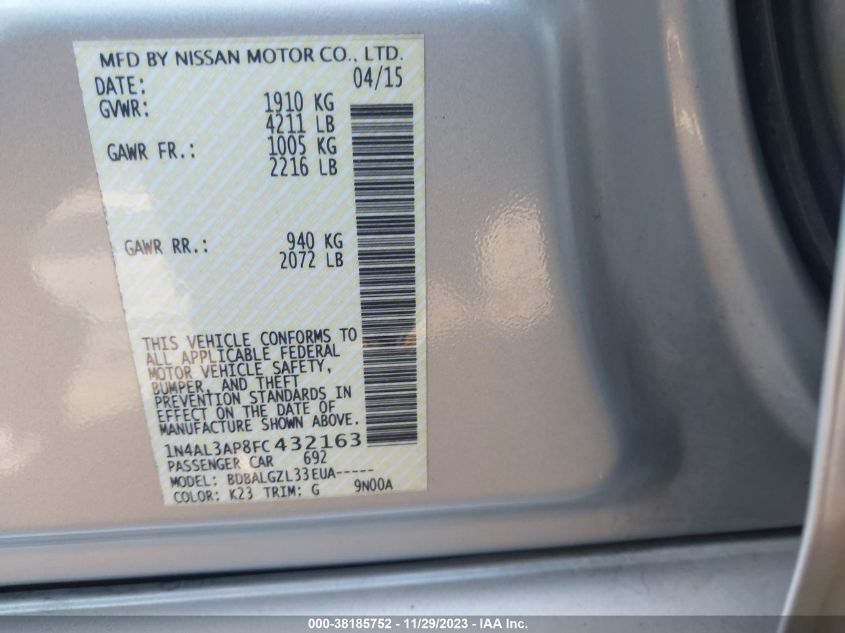 MFD BY NISSAN MOTOR CO., LTD.
DATE: 04/15
GVWR: 1910 KG
4211 LB
GAWR FR.: 1005 KG
2216 LB
GAWR RR.: 940 KG
2072 LB
THIS VEHICLE CONFORMS TO
ALL APPLICABLE FEDERAL
MOTOR VEHICLE SAFETY,
BUMPER, AND THEFT
PREVENTION STANDARDS IN
EFFECT ON THE DATE OF
MANUFACTURE SHOWN ABOVE.
1N4AL3AP8FC432163
PASSENGER CAR 692
MODEL: BDBALGZL33EUA-----
COLOR: K23 TRIM: G 9N00A
000-38185752 - 11/29/2023 - IAA Inc.